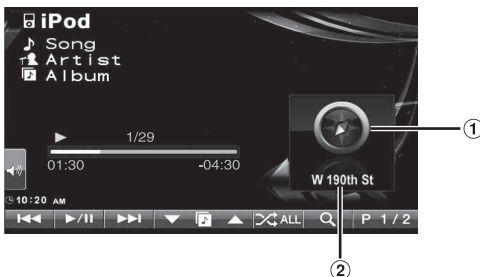 iPod
Song
Artist
Album
1/29
01:30 -04:30
W 190th St
10:20 AM
ALL P 1/2
1
2